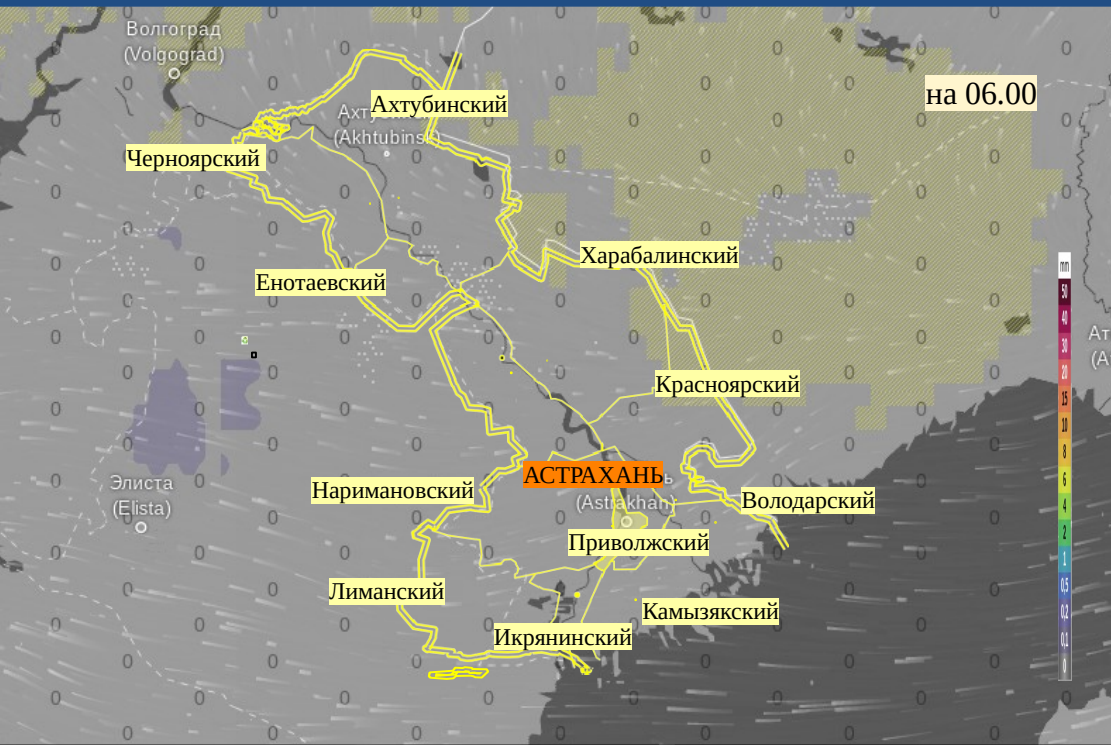 Волгоград
(Volgograd)
на 06.00
Ахтубинский
(Akhtubinsk)
Черноярский
Харабалинский
Енотаевский
mm
50
40
30
20
15
10
8
6
4
2
1
0,5
0,2
0,1
0
Красноярский
АСТРАХАНЬ
(Astrakhan)
Элиста
(Elista)
Наримановский
Володарский
Приволжский
Лиманский
Камызякский
Икрянинский